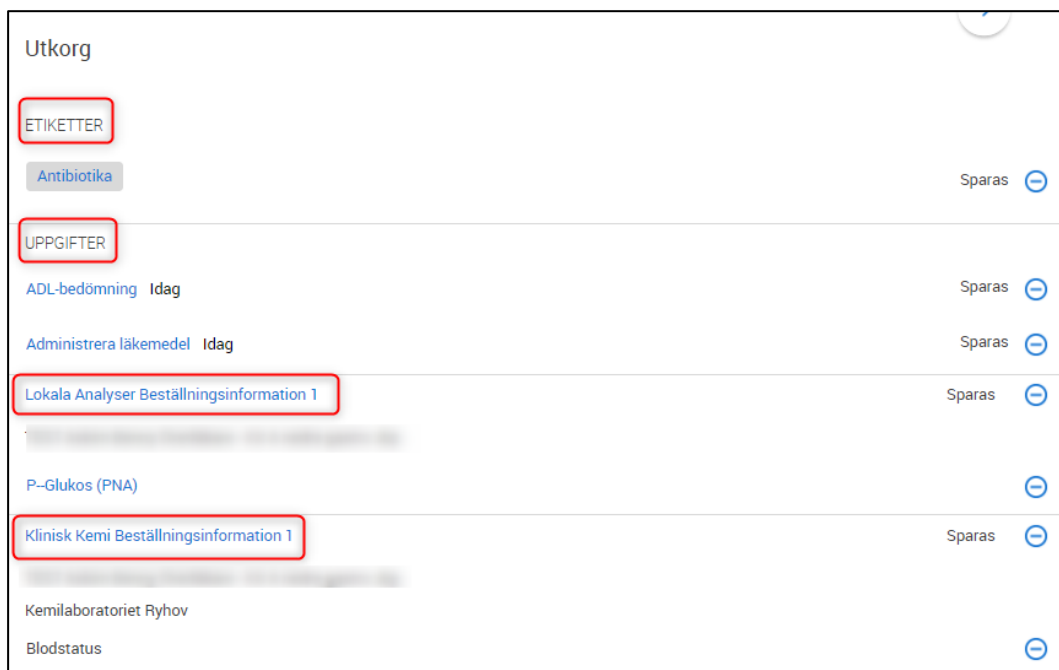 Utkorg
ETIKETTER
Antibiotika Sparas
UPPGIFTER
ADL-bedömning Idag Sparas
Administrera läkemedel Idag Sparas
Lokala Analyser Beställningsinformation 1 Sparas
P--Glukos (PNA)
Klinisk Kemi Beställningsinformation 1 Sparas
Kemilaboratoriet Ryhov
Blodstatus